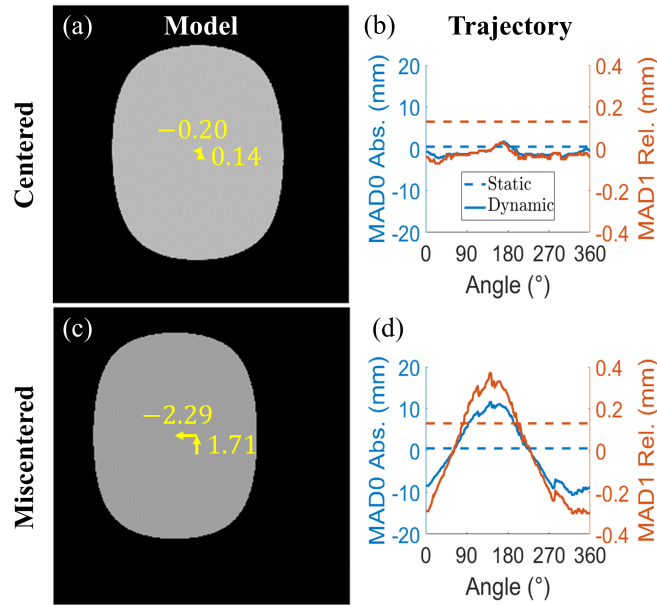 Model
Trajectory
Centered
(a)
−0.20
0.14
(b)
MAD0 Abs. (mm)
20
10
0
-10
-20
0.4
0.2
0
-0.2
-0.4
MAD1 Rel. (mm)
Static
Dynamic
0 90 180 270 360
Angle (°)
Miscentered
(c)
−2.29
1.71
(d)
MAD0 Abs. (mm)
20
10
0
-10
-20
0.4
0.2
0
-0.2
-0.4
MAD1 Rel. (mm)
0 90 180 270 360
Angle (°)